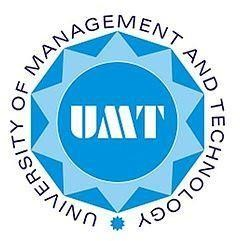 UNIVERSITY OF MANAGEMENT AND TECHNOLOGY
UMT